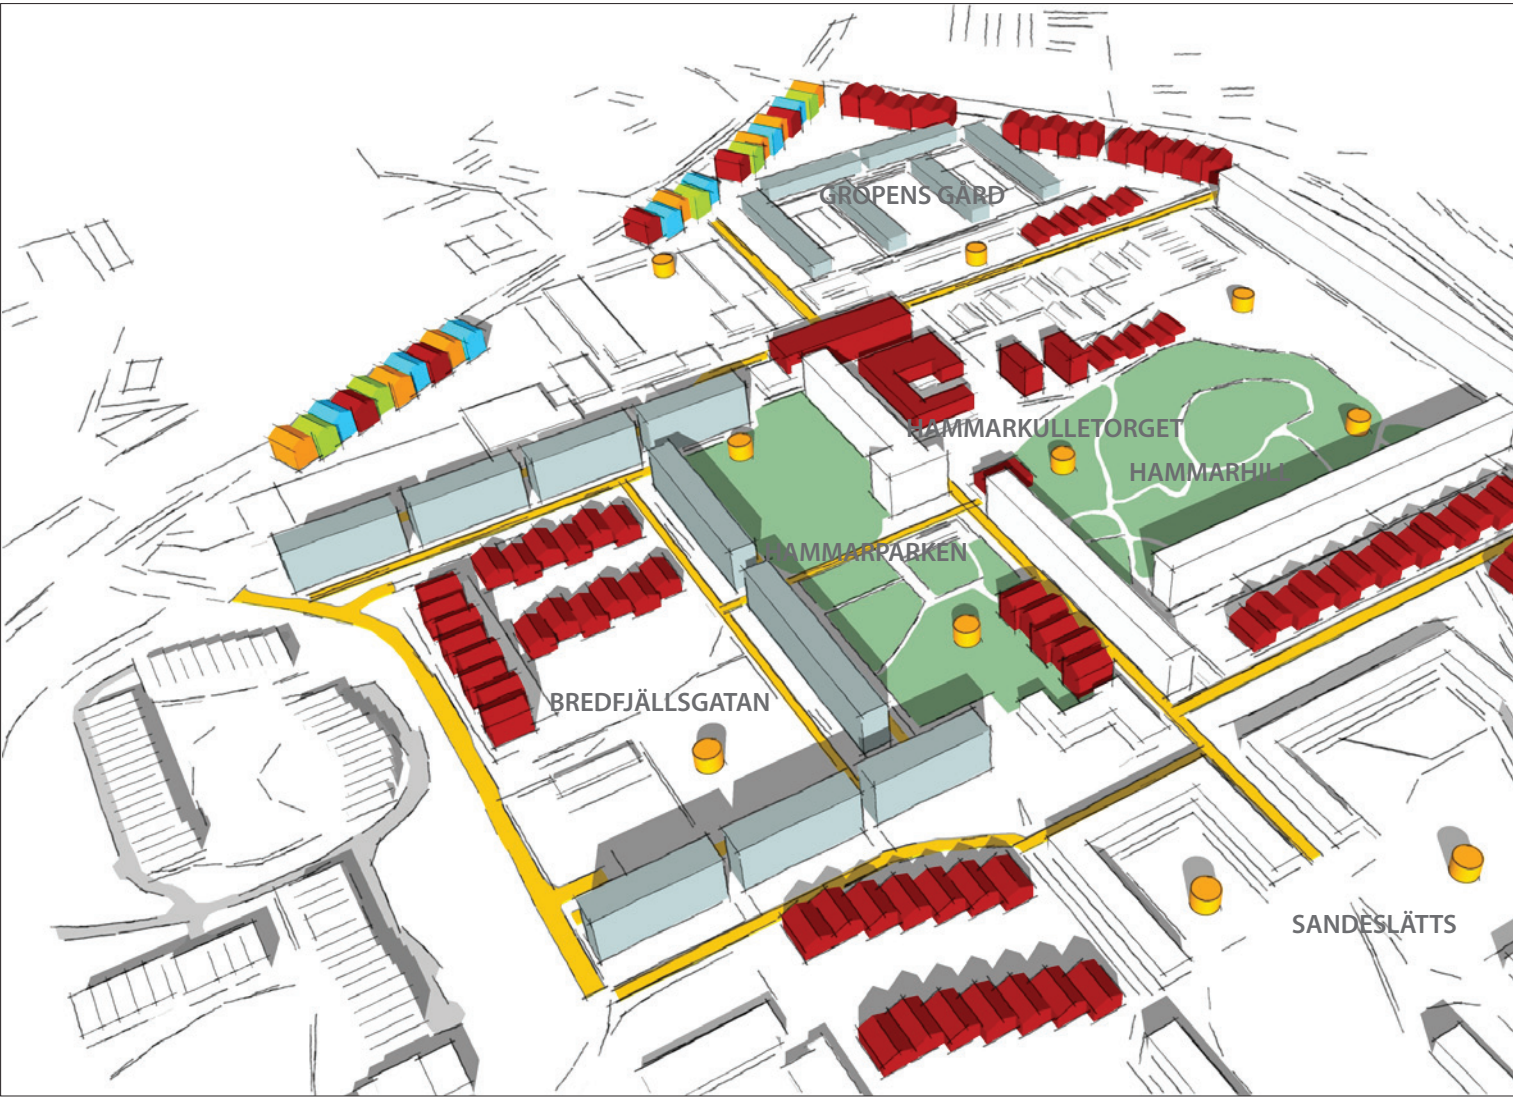 GROPENS GÅRD
HAMMARKULLETORGET
HAMMARHILL
HAMMARPARKEN
BREDFJÄLLSGATAN
SANDESLÄTTS